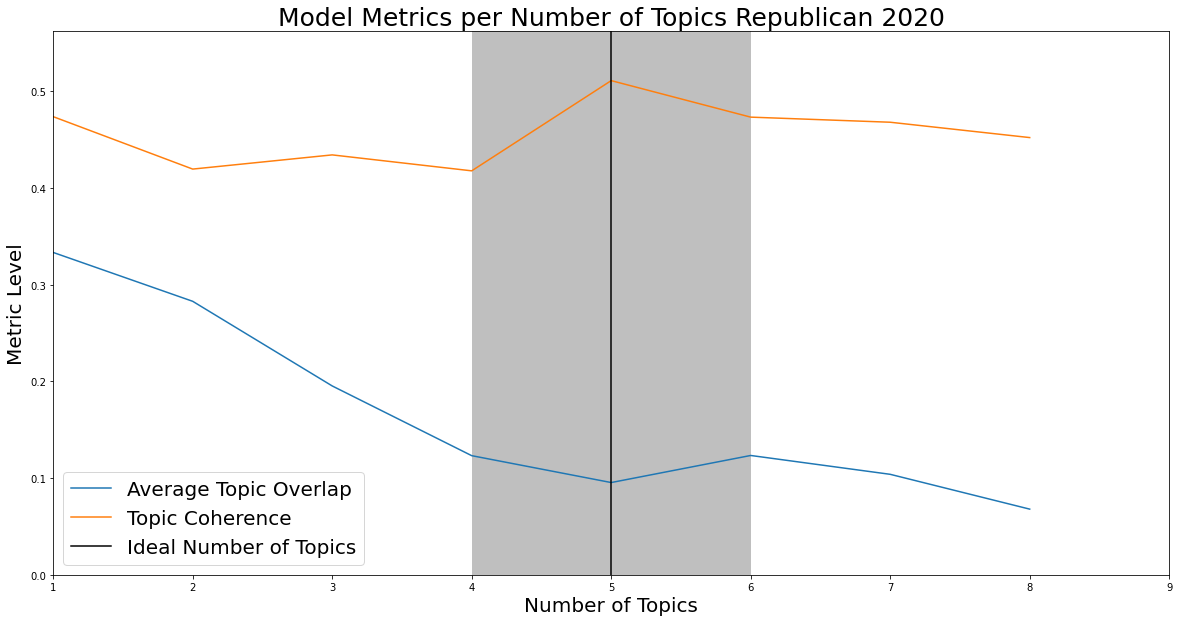 Model Metrics per Number of Topics Republican 2020
Metric Level
0.5
0.4
0.3
0.2
0.1
0.0
Average Topic Overlap
Topic Coherence
Ideal Number of Topics
1 2 3 4 5 6 7 8 9
Number of Topics